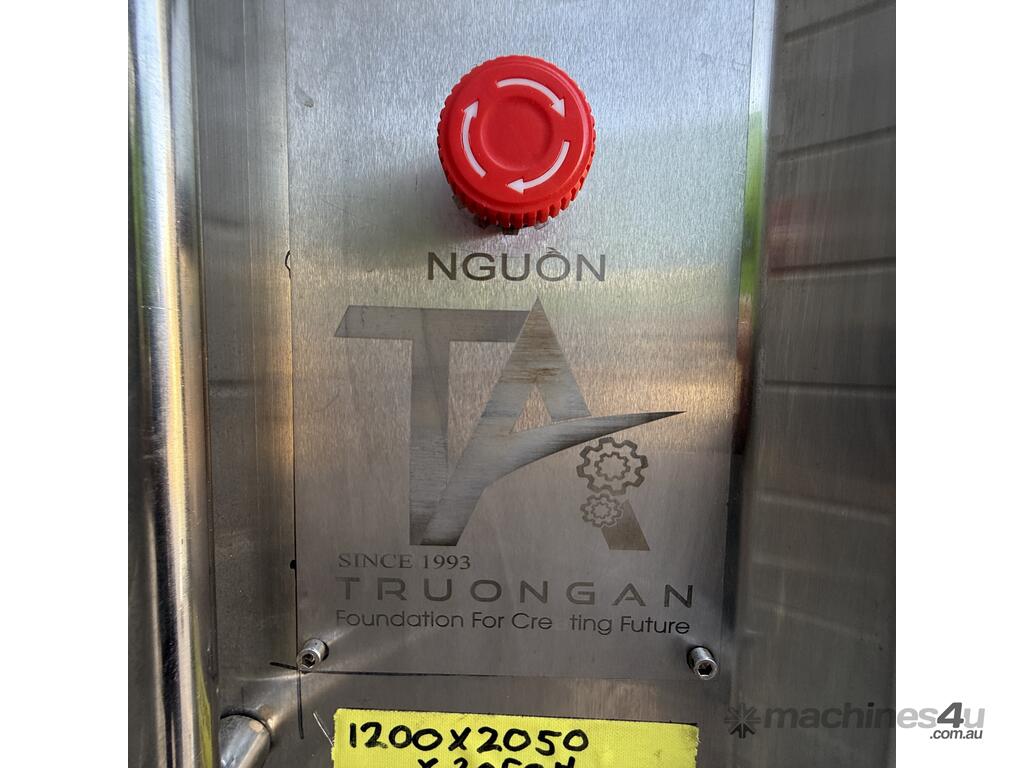 NGUỒN
TA
SINCE 1993
TRUONGAN
Foundation For Cre ting Future
1200X2050
machines4u
.com.au